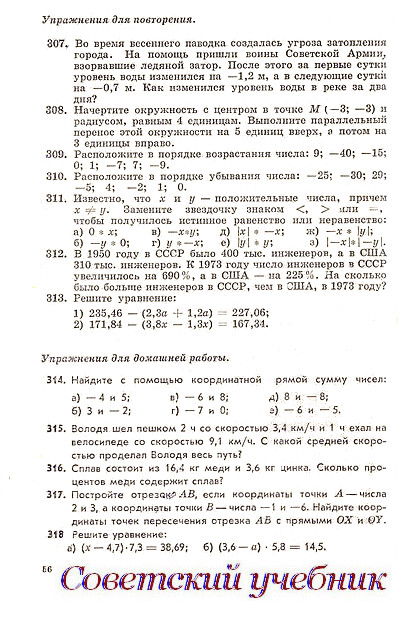 Упражнения для повторения.
307. Во время весеннего паводка создалась угроза затопления
города. На помощь пришли воины Советской Армии,
взорвавшие ледяной затор. После этого за первые сутки
уровень воды изменился на —1,2 м, а в следующие сутки
на —0,7 м. Как изменился уровень воды в реке за два
дня?
308. Начертите окружность с центром в точке M (—3; —3) и
радиусом, равным 4 единицам. Выполните параллельный
перенос этой окружности на 5 единиц вверх, а потом на
3 единицы вправо.
309. Расположите в порядке возрастания числа: 9; —40; —15;
0; 1; —7; 7; —9.
310. Расположите в порядке убывания числа: —25; —30; 29;
—5; 4; —2; 1; 0.
311. Известно, что x и y — положительные числа, причем
x ≠ y. Замените звездочку знаком <, > или =,
чтобы получилось истинное равенство или неравенство:
а) 0 * x; в) —x*y; д) |x| * —x; ж) —x * |y|;
б) —y * 0; г) y *—x; е) |y| * y; з) |—x|*|—y|.
312. В 1950 году в СССР было 400 тыс. инженеров, а в США
310 тыс. инженеров. К 1973 году число инженеров в СССР
увеличилось на 690%, а в США — на 225%. На сколько
было больше инженеров в СССР, чем в США, в 1973 году?
313. Решите уравнение:
1) 235,46 — (2,3a + 1,2a) = 227,06;
2) 171,84 — (3,8x — 1,3x) = 167,34.
Упражнения для домашней работы.
314. Найдите с помощью координатной прямой сумму чисел:
а) — 4 и 5; в) — 6 и 8; д) 8 и — 8;
б) 3 и — 2; г) — 7 и 0; е) — 6 и — 5.
315. Володя шел пешком 2 ч со скоростью 3,4 км/ч и 1 ч ехал на
велосипеде со скоростью 9,1 км/ч. С какой средней скоро-
стью проделал Володя весь путь?
316. Сплав состоит из 16,4 кг меди и 3,6 кг цинка. Сколько про-
центов меди содержит сплав?
317. Постройте отрезок AB, если координаты точки A — числа
2 и 3, а координаты точки B — числа —1 и —6. Найдите коор-
динаты точек пересечения отрезка AB с прямыми OX и OY.
318 Решите уравнение:
а) (x — 4,7)·7,3 = 38,69; б) (3,6 — a) · 5,8 = 14,5.
56
Советский учебник